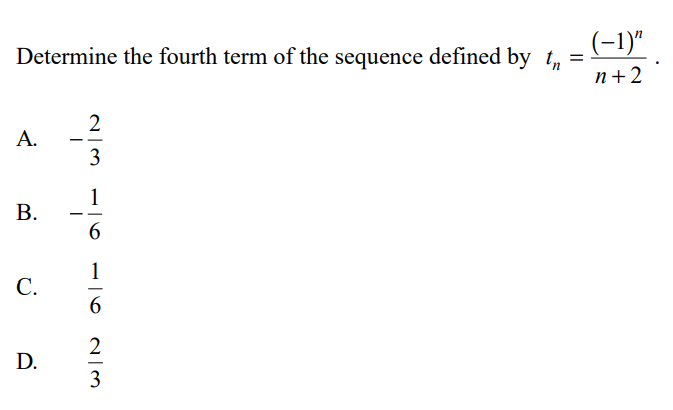 Determine the fourth term of the sequence defined by tₙ = (−1)ⁿ / (n + 2) .
A. −2/3
B. −1/6
C. 1/6
D. 2/3